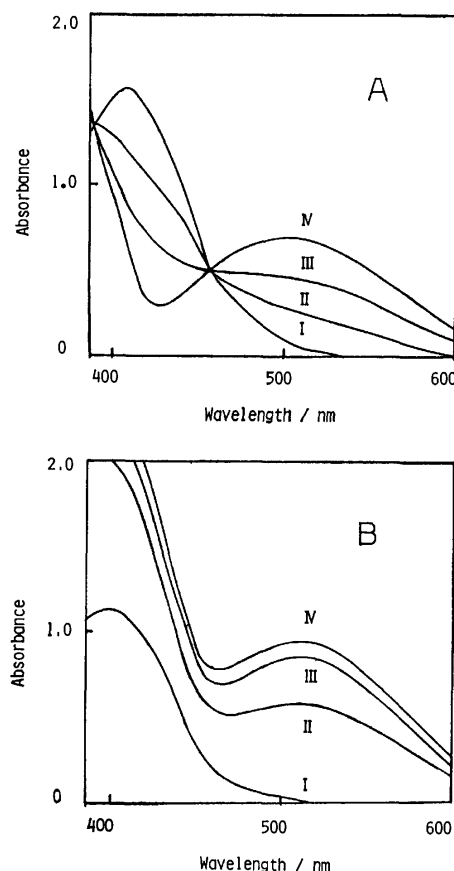 2.0
A
Absorbance
1.0
IV
III
II
I
0
400 500 600
Wavelength / nm
2.0
B
Absorbance
1.0
IV
III
II
I
0
400 500 600
Wavelength / nm